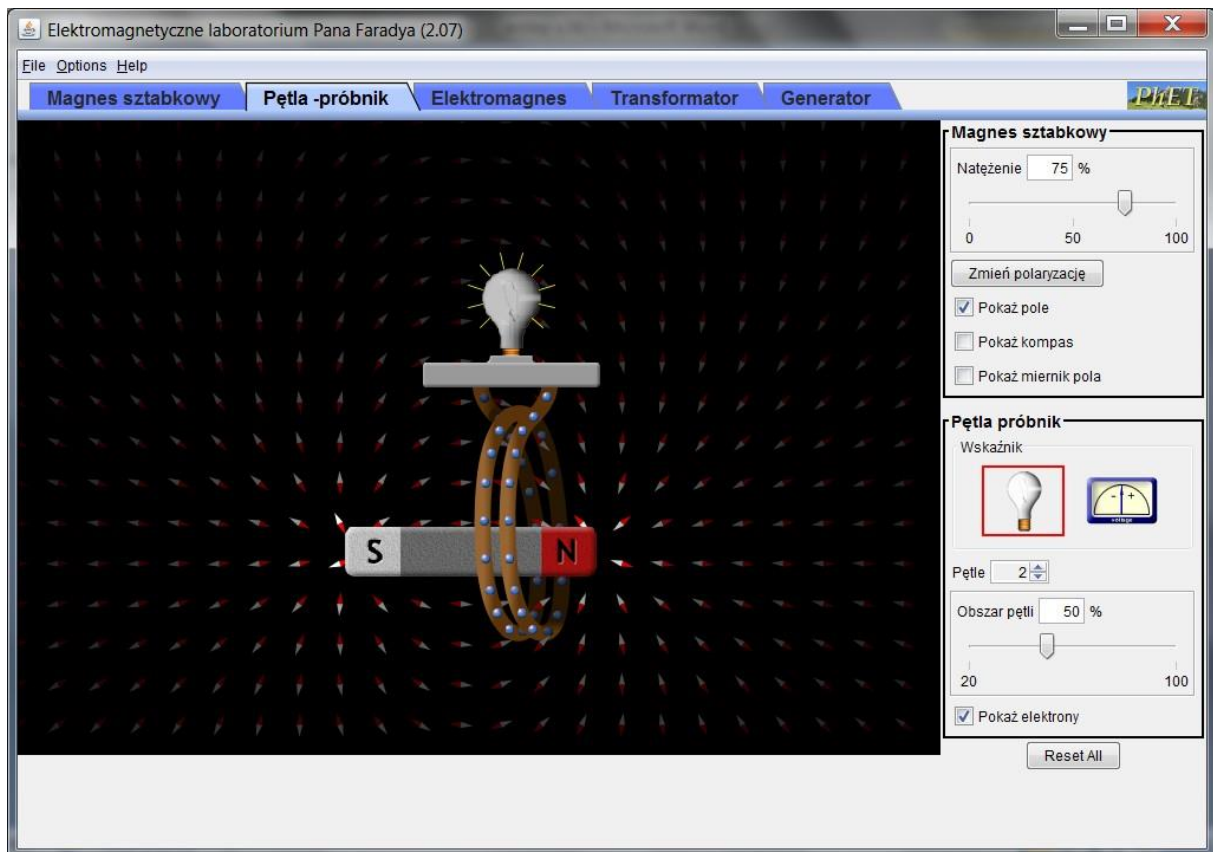 Elektromagnetyczne laboratorium Pana Faradya (2.07)
File Options Help
Magnes sztabkowy Pętla -próbnik Elektromagnes Transformator Generator
PhET
Magnes sztabkowy
Natężenie 75 %
0 50 100
Zmień polaryzację
Pokaż pole
Pokaż kompas
Pokaż miernik pola
Pętla próbnik
Wskaźnik
- +
voltage
Pętle 2
Obszar pętli 50 %
20 100
Pokaż elektrony
Reset All
S N